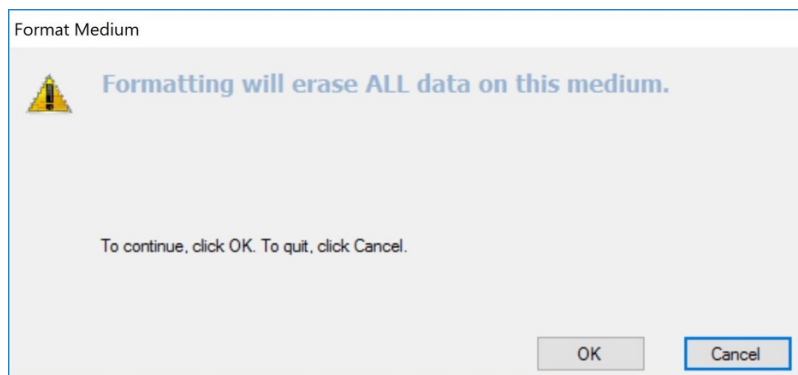 Format Medium
Formatting will erase ALL data on this medium.
To continue, click OK. To quit, click Cancel.
OK Cancel